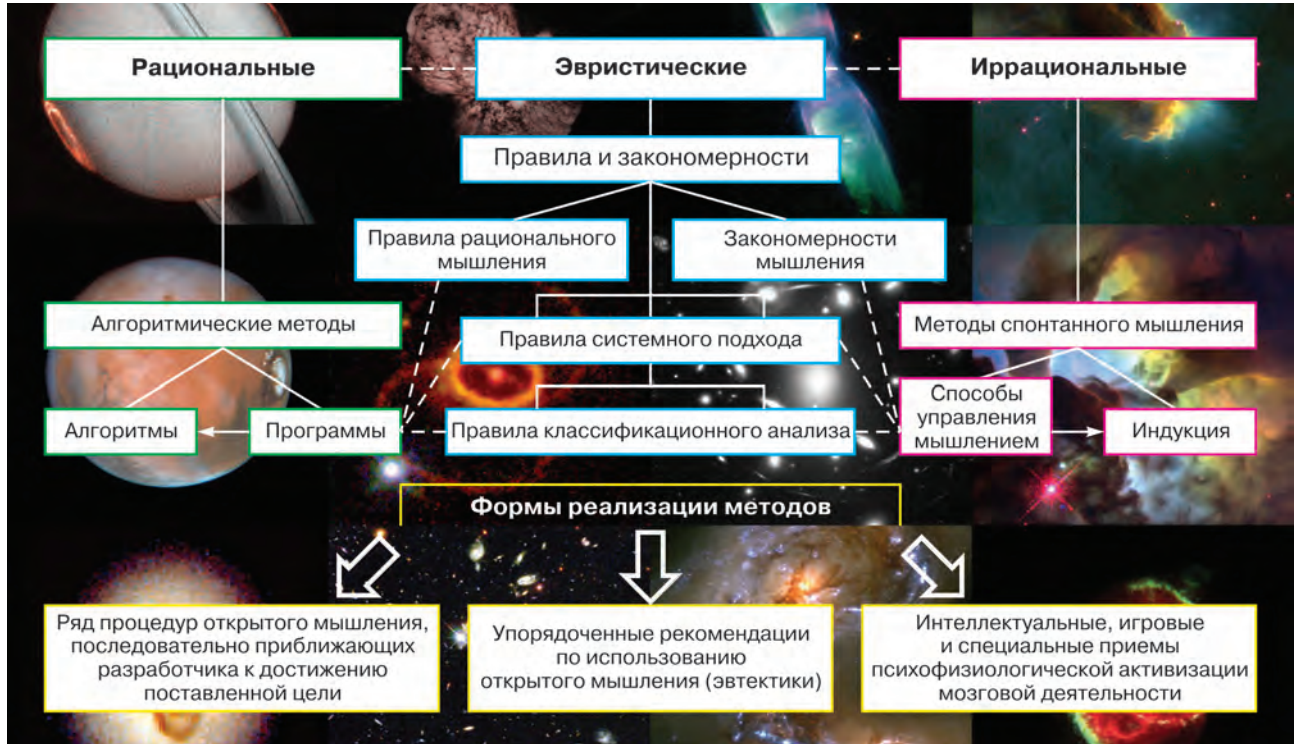 Рациональные
Эвристические
Иррациональные
Правила и закономерности
Правила рационального
мышления
Закономерности
мышления
Алгоритмические методы
Правила системного подхода
Методы спонтанного мышления
Алгоритмы
Программы
Правила классификационного анализа
Способы
управления
мышлением
Индукция
Формы реализации методов
Ряд процедур открытого мышления,
последовательно приближающих
разработчика к достижению
поставленной цели
Упорядоченные рекомендации
по использованию
открытого мышления (эвтектики)
Интеллектуальные, игровые
и специальные приемы
психофизиологической активизации
мозговой деятельности